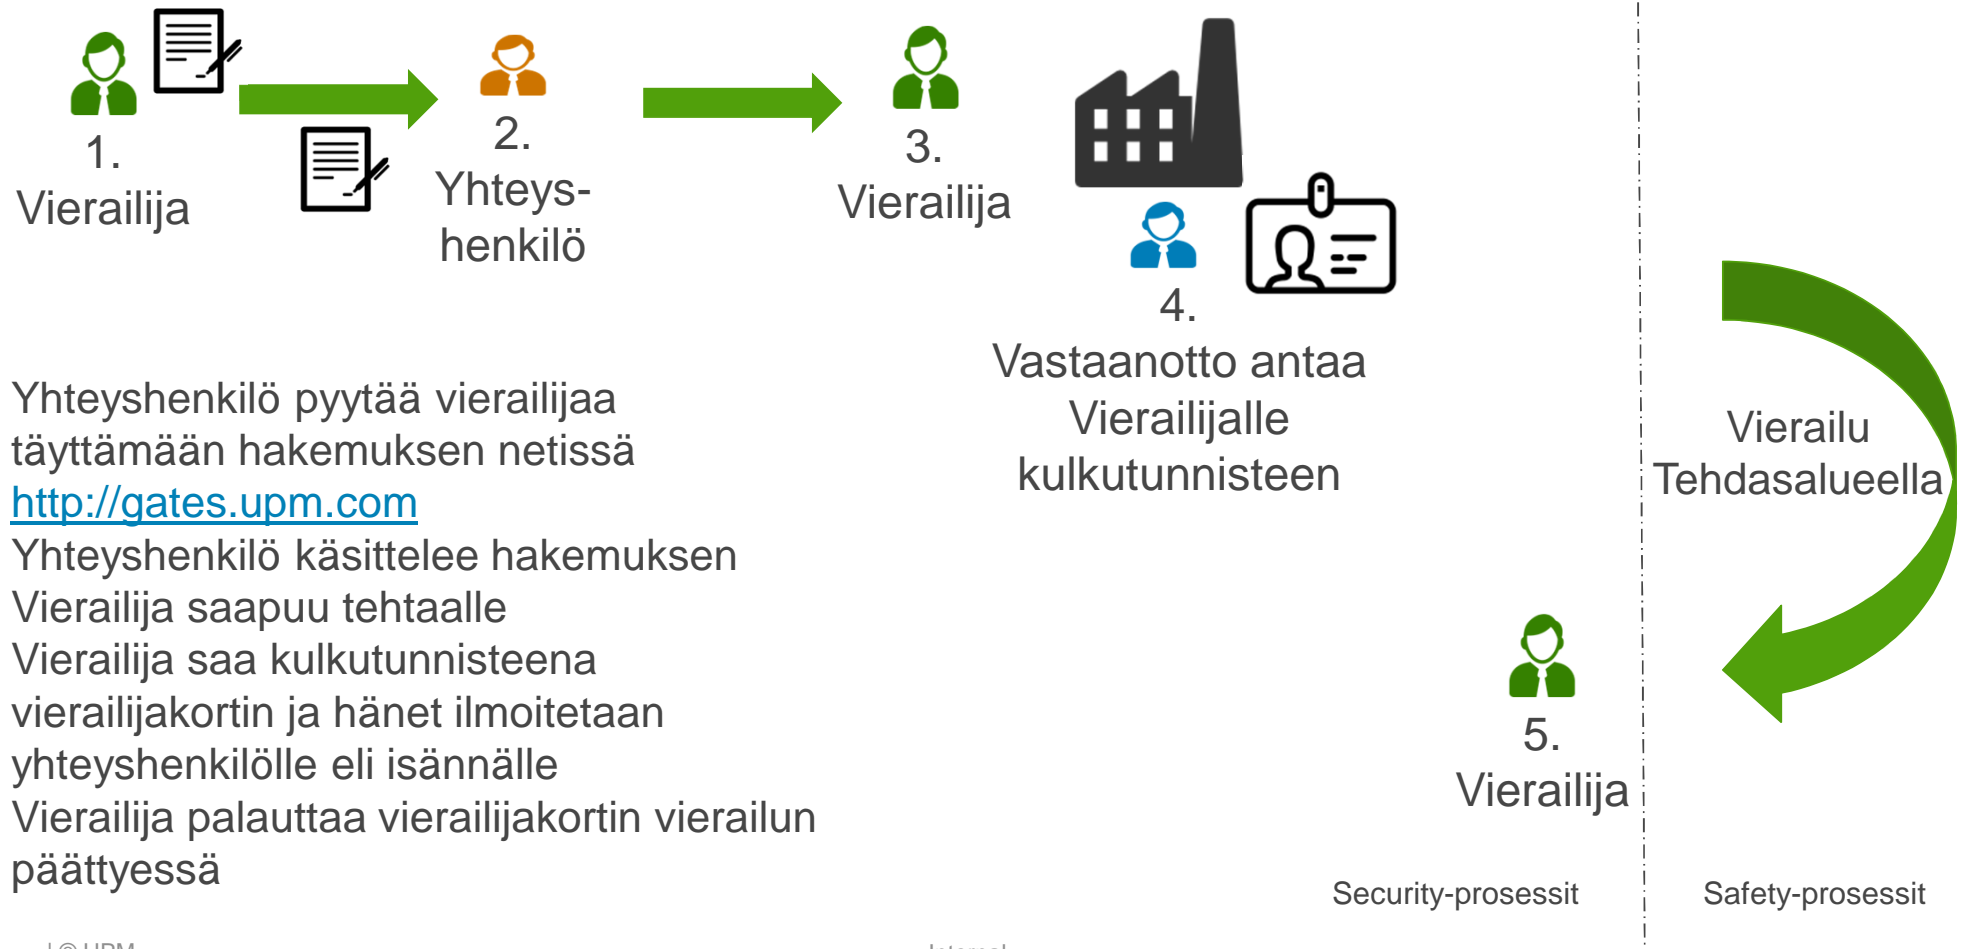 1.
Vierailija
2.
Yhteys-
henkilö
3.
Vierailija
4.
Vastaanotto antaa
Vierailijalle
kulkutunnisteen
Yhteyshenkilö pyytää vierailijaa
täyttämään hakemuksen netissä
http://gates.upm.com
Yhteyshenkilö käsittelee hakemuksen
Vierailija saapuu tehtaalle
Vierailija saa kulkutunnisteena
vierailijakortin ja hänet ilmoitetaan
yhteyshenkilölle eli isännälle
Vierailija palauttaa vierailijakortin vierailun
päättyessä
Vierailu
Tehdasalueella
5.
Vierailija
Security-prosessit
Safety-prosessit
| © UPM